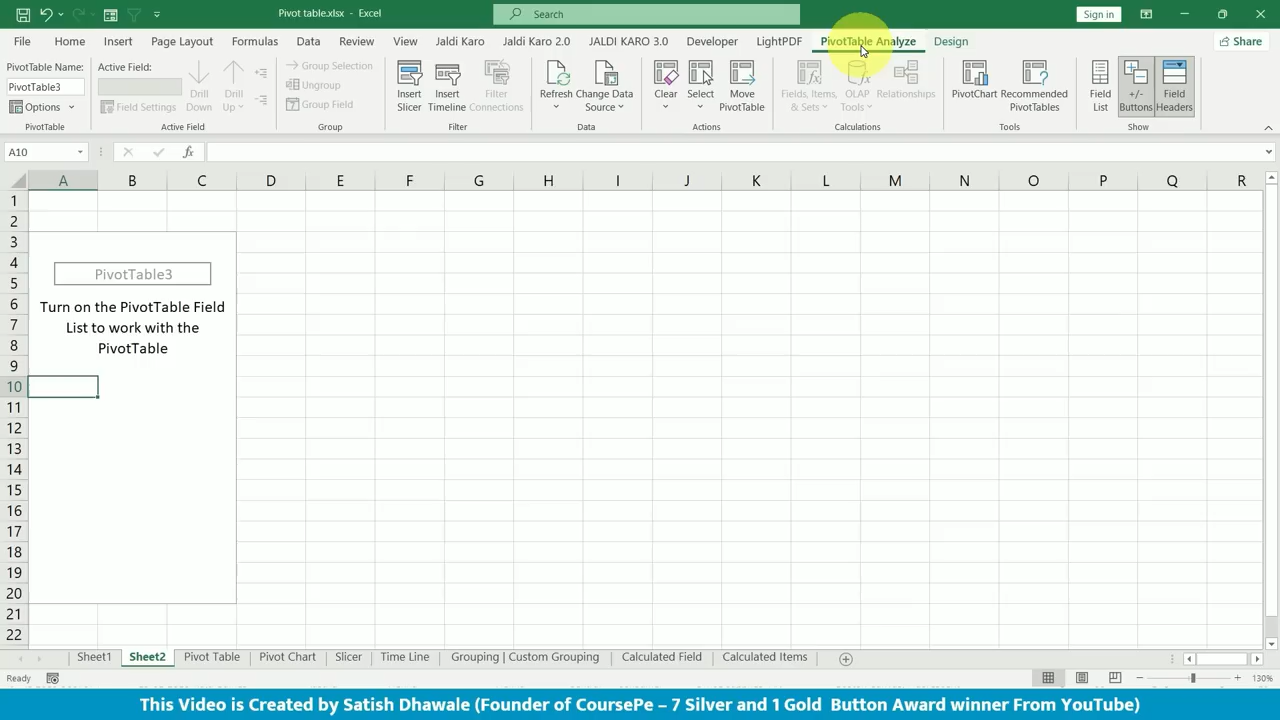 Pivot table.xlsx - Excel
Search
Sign in
File Home Insert Page Layout Formulas Data Review View Jaldi Karo Jaldi Karo 2.0 JALDI KARO 3.0 Developer LightPDF PivotTable Analyze Design Share
PivotTable Name:
PivotTable3
Options
PivotTable
Active Field:
Field Settings
Drill Down
Drill Up
Active Field
Group Selection
Ungroup
Group Field
Group
Insert Slicer
Insert Timeline
Filter Connections
Filter
Refresh
Change Data Source
Data
Clear
Select
Move PivotTable
Actions
Fields, Items, & Sets
OLAP Tools
Relationships
Calculations
PivotChart
Recommended PivotTables
Tools
Field List
+/- Buttons
Field Headers
Show
A10
fx
A B C D E F G H I J K L M N O P Q R
1
2
3
4
5
6
7
8
9
10
11
12
13
14
15
16
17
18
19
20
21
22
PivotTable3
Turn on the PivotTable Field
List to work with the
PivotTable
Sheet1 Sheet2 Pivot Table Pivot Chart Slicer Time Line Grouping | Custom Grouping Calculated Field Calculated Items
Ready
130%
This Video is Created by Satish Dhawale (Founder of CoursePe – 7 Silver and 1 Gold Button Award winner From YouTube)